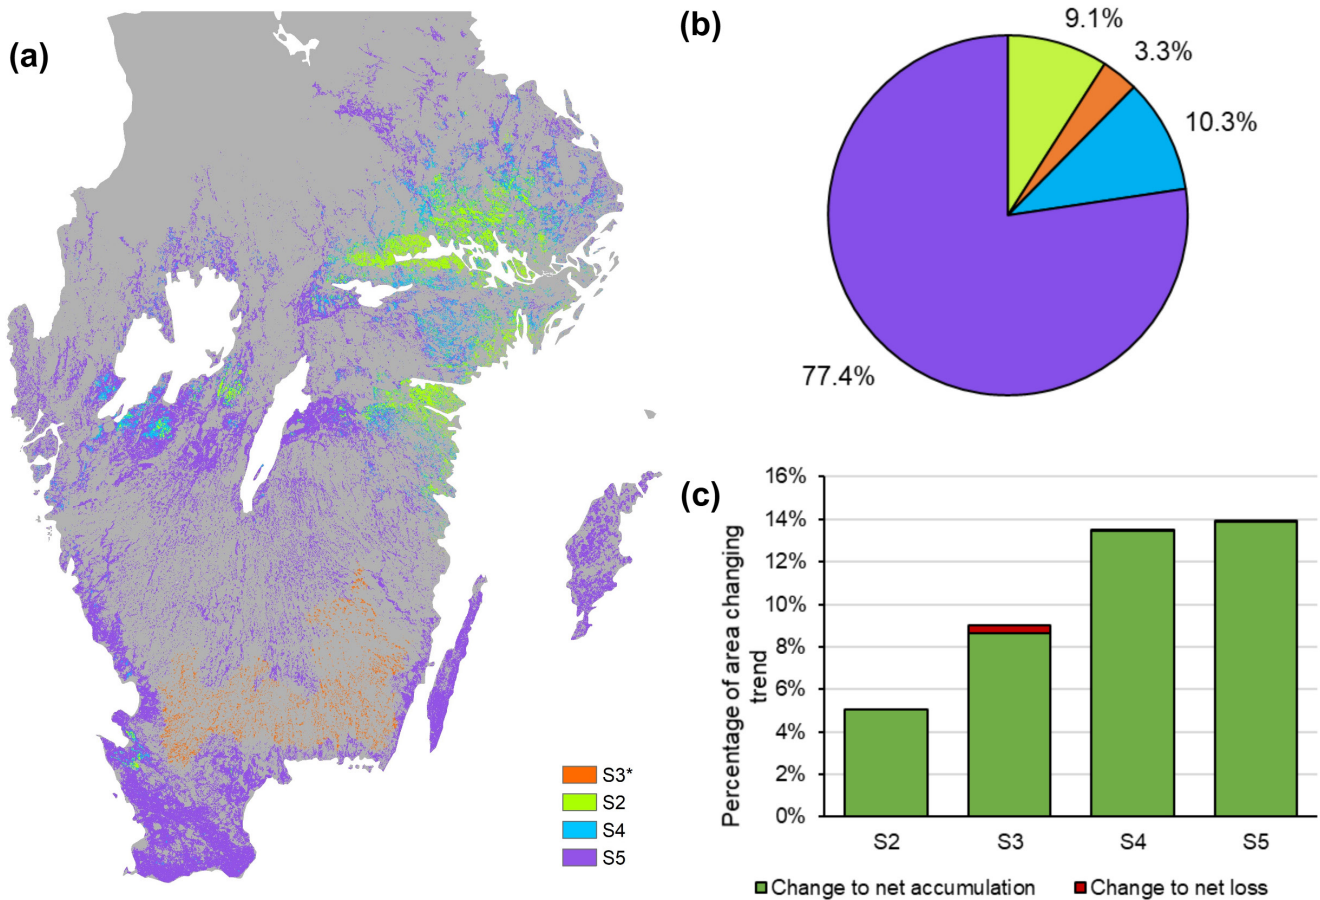 (a)
S3*
S2
S4
S5
(b)
9.1%
3.3%
10.3%
77.4%
(c)
Percentage of area changing
trend
16%
14%
12%
10%
8%
6%
4%
2%
0%
S2 S3 S4 S5
Change to net accumulation Change to net loss